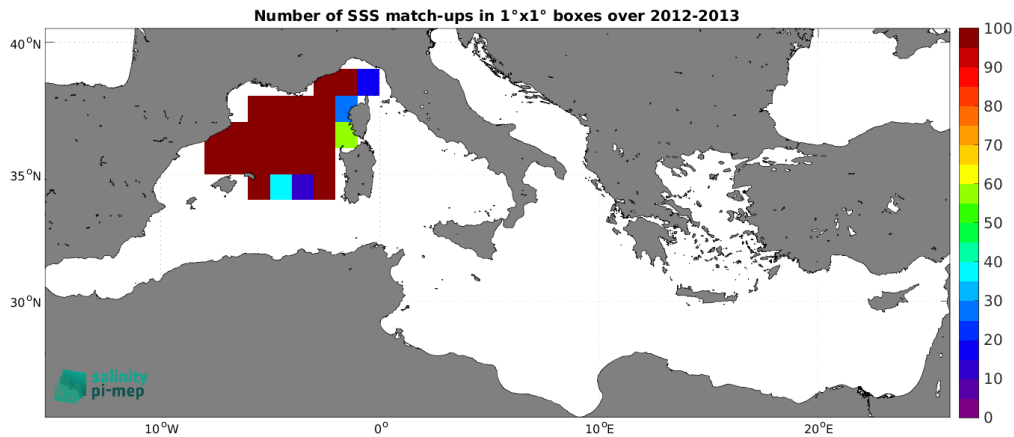 Number of SSS match-ups in 1°x1° boxes over 2012-2013
40°N
35°N
30°N
10°W
0°
10°E
20°E
100
90
80
70
60
50
40
30
20
10
0
salinity
pi-mep